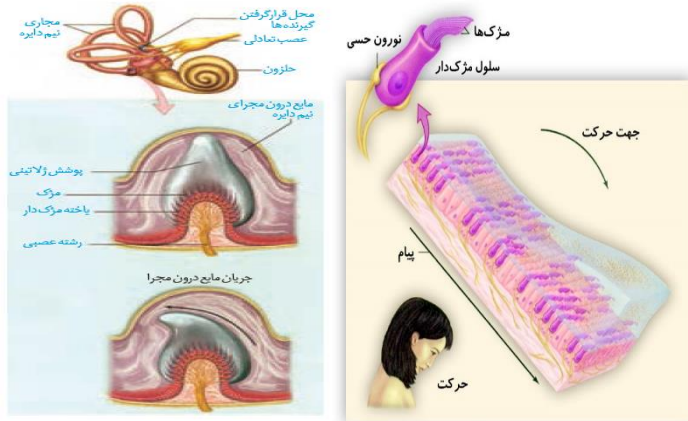 محل قرارگرفتن
گیرنده‌ها
مجاری
نیم دایره
عصب تعادلی
حلزون
مایع درون مجرای
نیم دایره
پوشش ژلاتینی
مژک
یاخته مژک‌دار
رشته عصبی
جریان مایع درون مجرا
مژک‌ها
نورون حسی
سلول مژک‌دار
جهت حرکت
پیام
حرکت